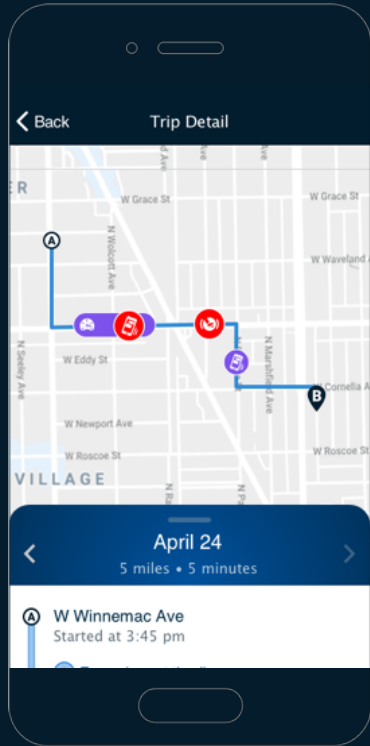 Back
Trip Detail
ER
W Grace St
W Grace St
N Wolcott Ave
W Waveland A
N Seeley Ave
W Eddy St
N Marshfield Ave
W Cornelia A
W Newport Ave
W Roscoe St
W Roscoe St
VILLAGE
A
B
April 24
5 miles • 5 minutes
A
W Winnemac Ave
Started at 3:45 pm